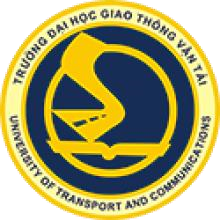 TRƯỜNG ĐẠI HỌC GIAO THÔNG VẬN TẢI
UNIVERSITY OF TRANSPORT AND COMMUNICATIONS